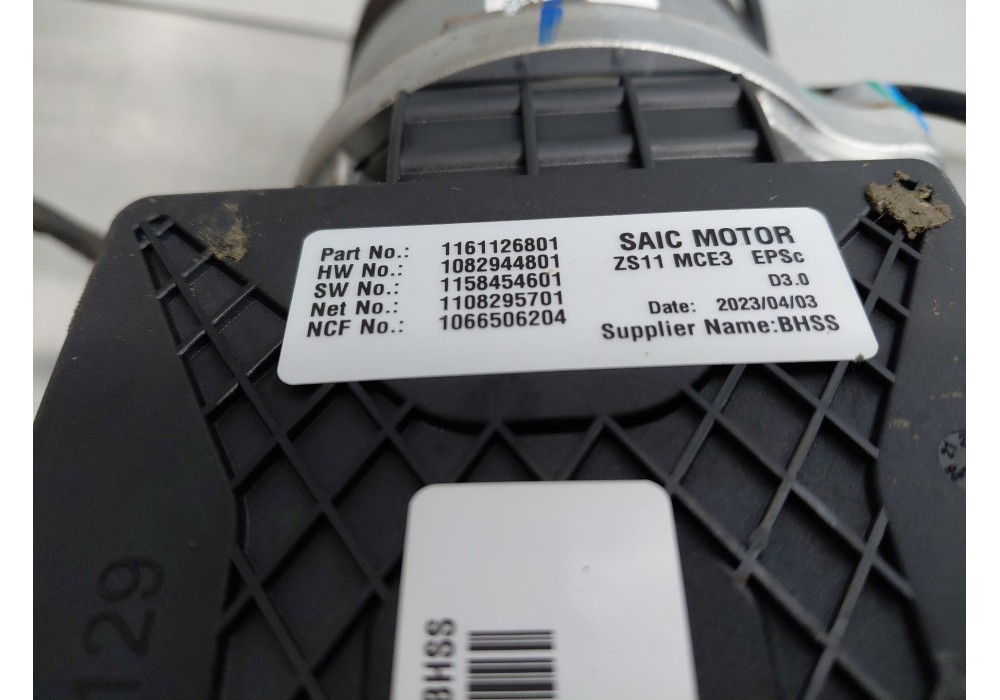 Part No.: 1161126801
HW No.: 1082944801
SW No.: 1158454601
Net No.: 1108295701
NCF No.: 1066506204
SAIC MOTOR
ZS11 MCE3 EPSc
D3.0
Date: 2023/04/03
Supplier Name:BHSS
BHSS
129